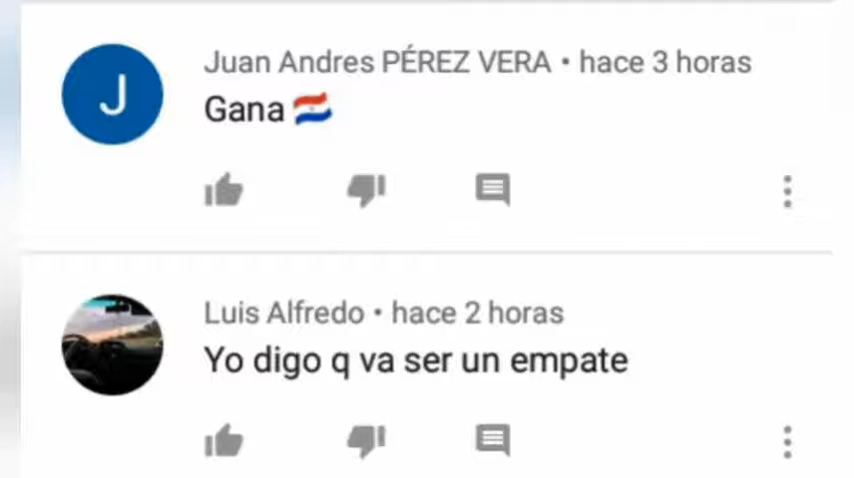 J
Juan Andres PÉREZ VERA • hace 3 horas
Gana 🇵🇾
Luis Alfredo • hace 2 horas
Yo digo q va ser un empate